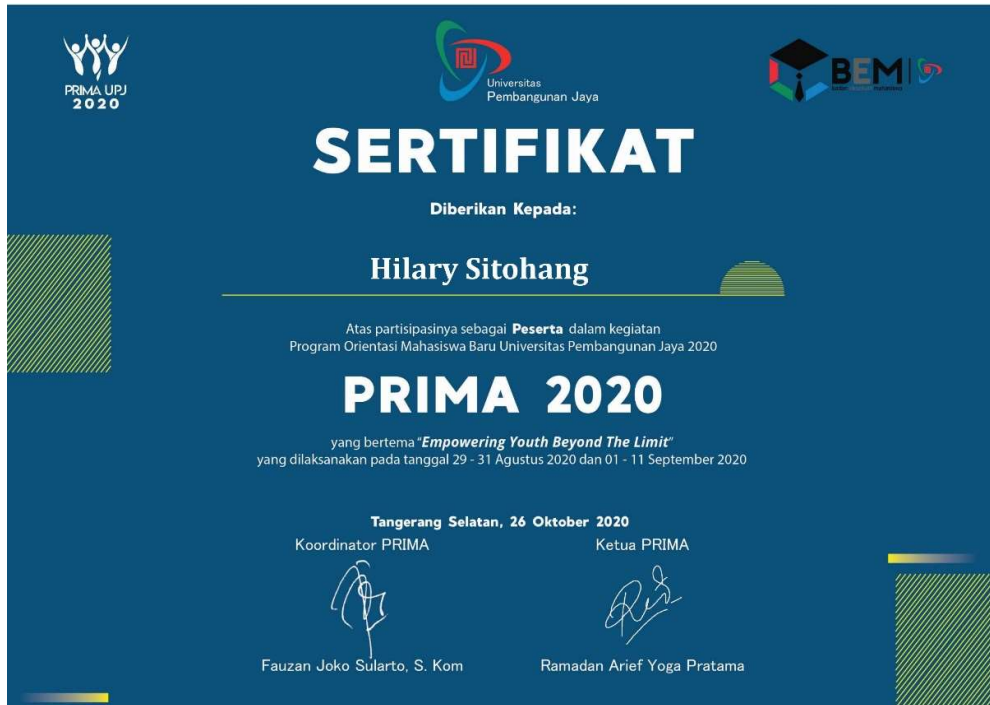 PRIMA UPJ
2020
Universitas
Pembangunan Jaya
BEM
SERTIFIKAT
Diberikan Kepada:
Hilary Sitohang
Atas partisipasinya sebagai Peserta dalam kegiatan
Program Orientasi Mahasiswa Baru Universitas Pembangunan Jaya 2020
PRIMA 2020
yang bertema "Empowering Youth Beyond The Limit"
yang dilaksanakan pada tanggal 29 - 31 Agustus 2020 dan 01 - 11 September 2020
Tangerang Selatan, 26 Oktober 2020
Koordinator PRIMA
Ketua PRIMA
Fauzan Joko Sularto, S. Kom
Ramadan Arief Yoga Pratama